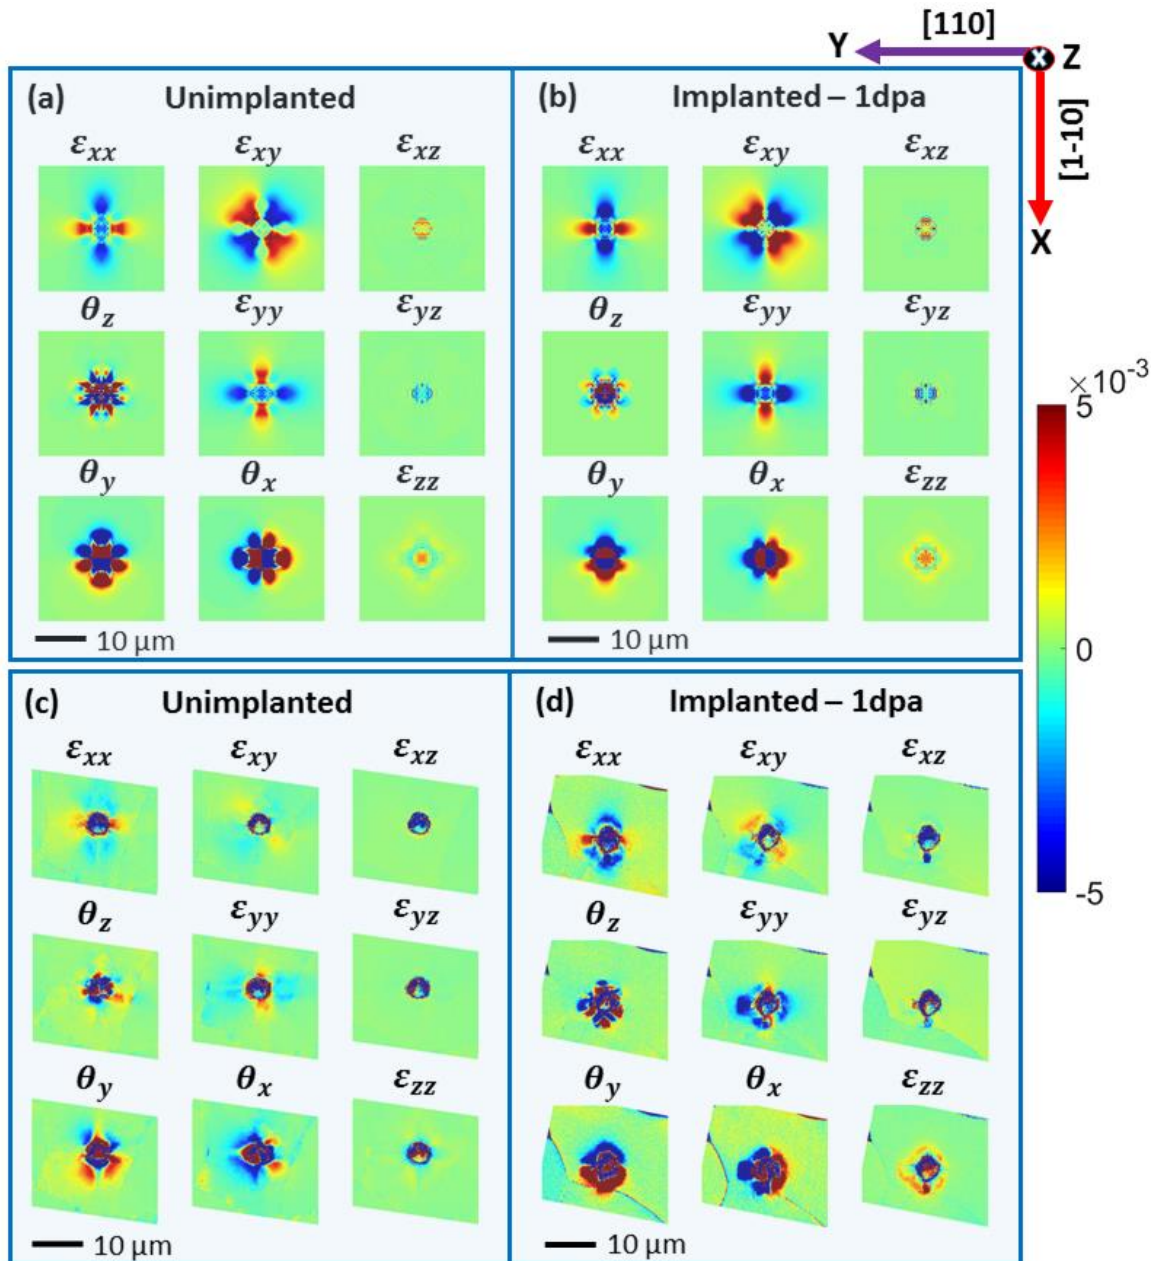 [110]
Y
Z
[1-10]
X
(a) Unimplanted
(b) Implanted – 1dpa
εxx εxy εxz
εxx εxy εxz
θz εyy εyz
θz εyy εyz
θy θx εzz
θy θx εzz
10 μm
10 μm
×10⁻³
5
0
-5
(c) Unimplanted
(d) Implanted – 1dpa
εxx εxy εxz
εxx εxy εxz
θz εyy εyz
θz εyy εyz
θy θx εzz
θy θx εzz
10 μm
10 μm